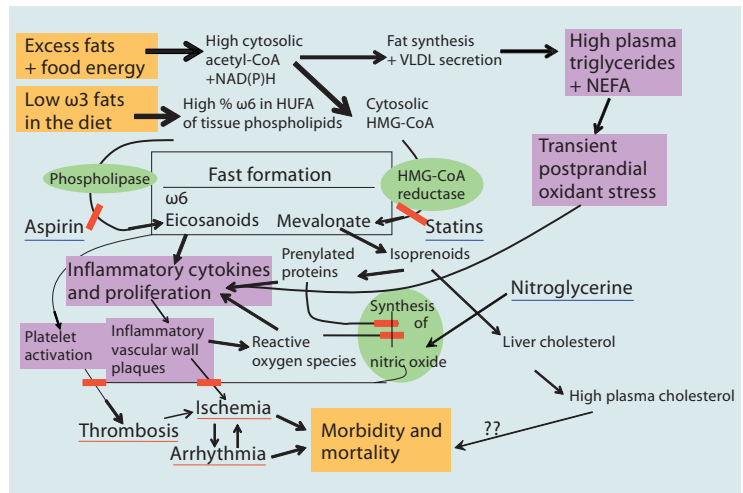 Excess fats
+ food energy
High cytosolic
acetyl-CoA
+NAD(P)H
Fat synthesis
+ VLDL secretion
High plasma
triglycerides
+ NEFA
Low ω3 fats
in the diet
High % ω6 in HUFA
of tissue phospholipids
Cytosolic
HMG-CoA
Transient
postprandial
oxidant stress
Phospholipase
Fast formation
HMG-CoA
reductase
ω6
Eicosanoids
Mevalonate
Aspirin
Statins
Prenylated
proteins
Isoprenoids
Inflammatory cytokines
and proliferation
Nitroglycerine
Synthesis
of
nitric oxide
Platelet
activation
Inflammatory
vascular wall
plaques
Reactive
oxygen species
Liver cholesterol
High plasma cholesterol
Ischemia
Thrombosis
Arrhythmia
Morbidity and
mortality
??